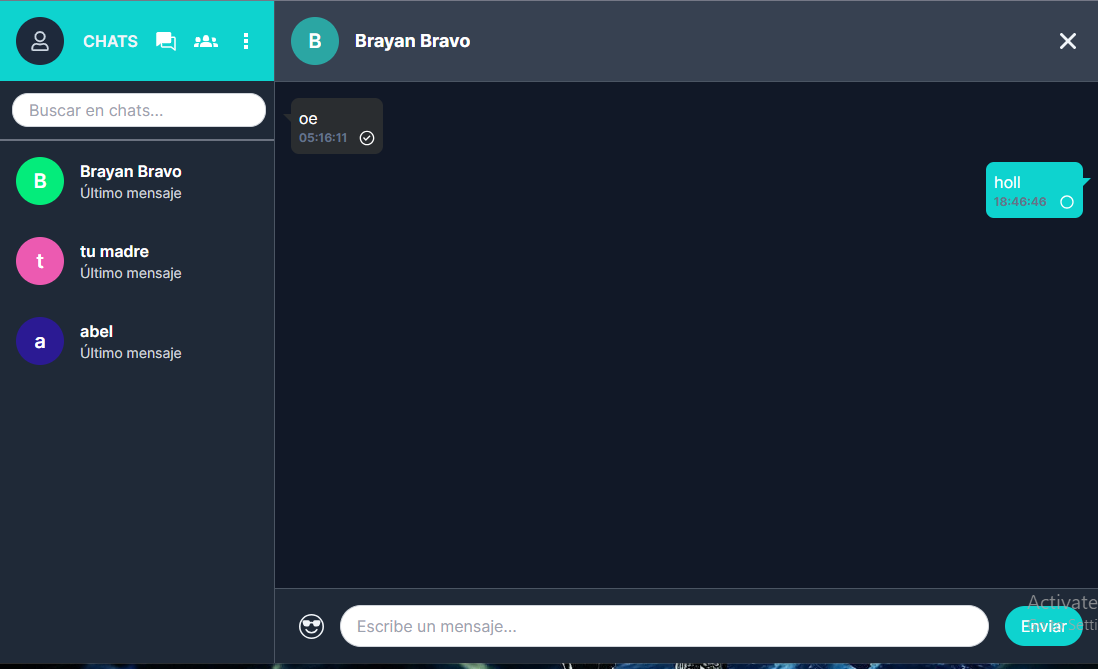 CHATS
Buscar en chats...
B
Brayan Bravo
Último mensaje
t
tu madre
Último mensaje
a
abel
Último mensaje
B
Brayan Bravo
oe
05:16:11
holl
18:46:46
Escribe un mensaje...
Activate
Enviar